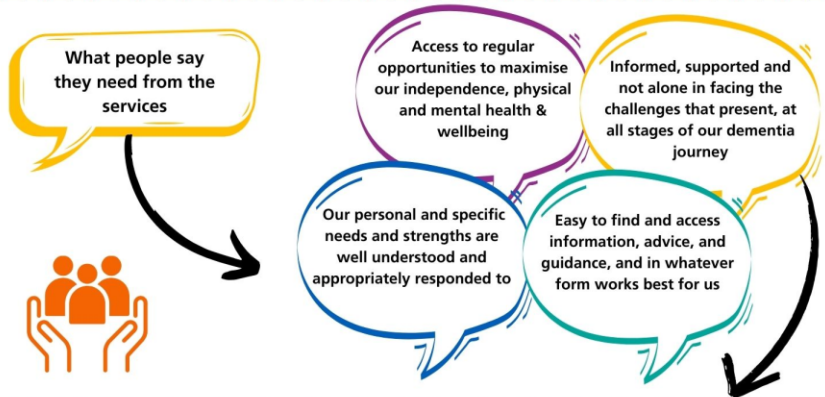 What people say
they need from the
services
Access to regular
opportunities to maximise
our independence, physical
and mental health &
wellbeing
Informed, supported and
not alone in facing the
challenges that present, at
all stages of our dementia
journey
Our personal and specific
needs and strengths are
well understood and
appropriately responded to
Easy to find and access
information, advice, and
guidance, and in whatever
form works best for us